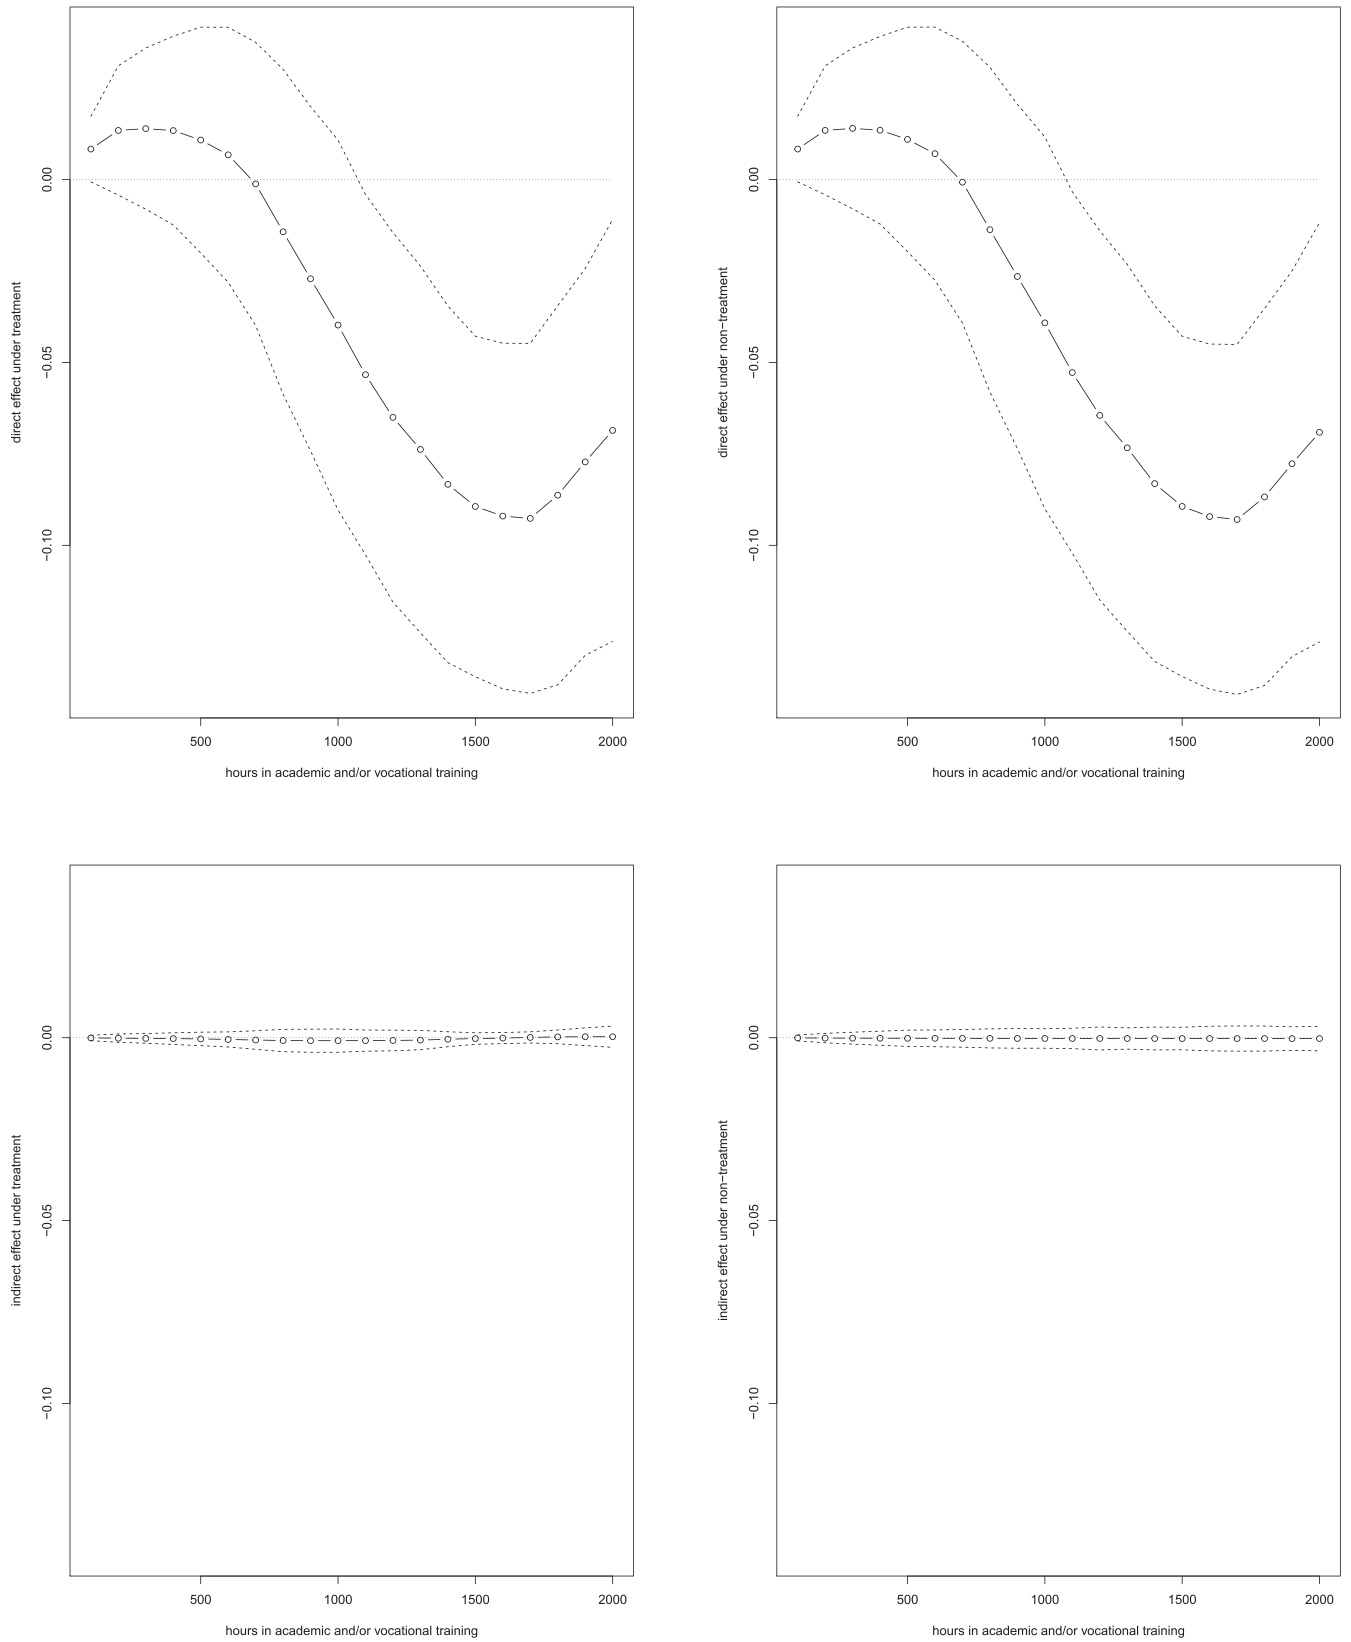 direct effect under treatment
0.00
−0.05
−0.10
500 1000 1500 2000
hours in academic and/or vocational training
direct effect under non−treatment
0.00
−0.05
−0.10
500 1000 1500 2000
hours in academic and/or vocational training
indirect effect under treatment
0.00
−0.05
−0.10
500 1000 1500 2000
hours in academic and/or vocational training
indirect effect under non−treatment
0.00
−0.05
−0.10
500 1000 1500 2000
hours in academic and/or vocational training